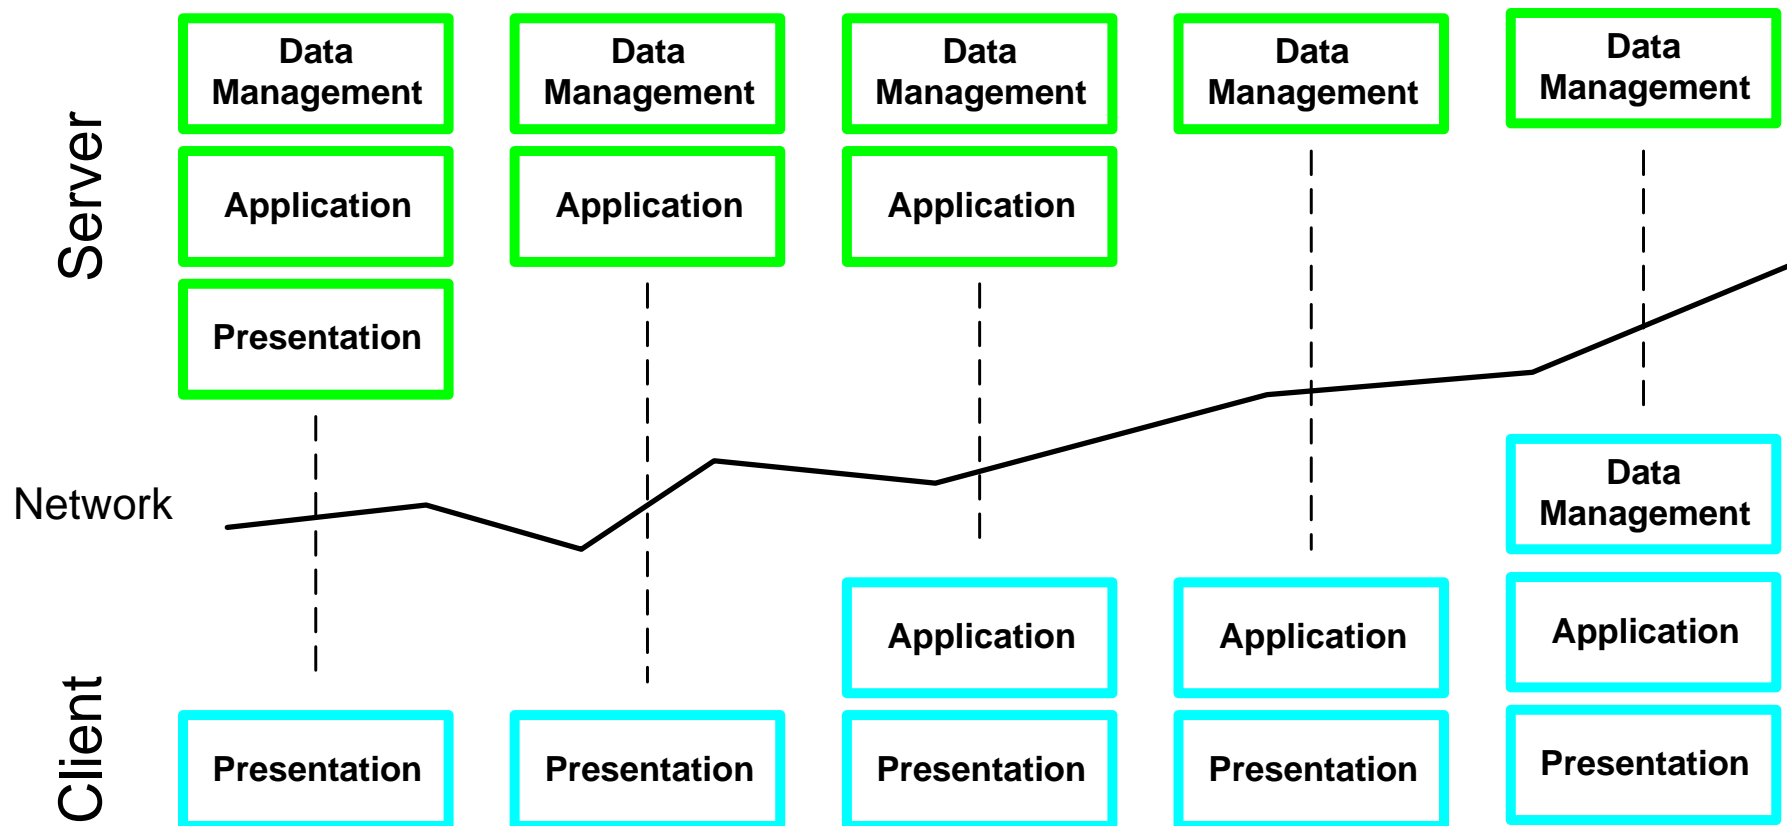 Server
Data
Management
Data
Management
Data
Management
Data
Management
Data
Management
Application
Application
Application
Presentation
Network
Data
Management
Client
Application
Application
Application
Presentation
Presentation
Presentation
Presentation
Presentation